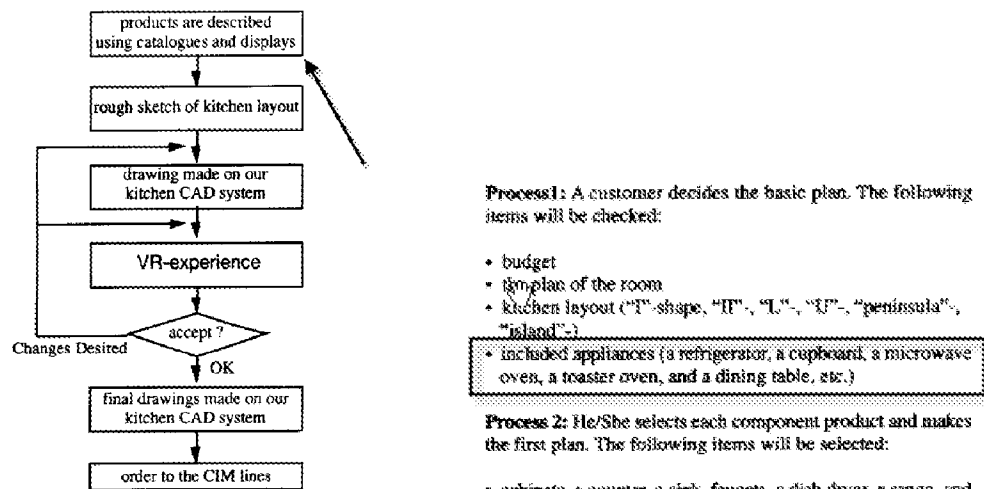 products are described
using catalogues and displays
rough sketch of kitchen layout
drawing made on our
kitchen CAD system
VR-experience
accept ?
Changes Desired
OK
final drawings made on our
kitchen CAD system
order to the CIM lines
Process1: A customer decides the basic plan. The following
items will be checked:
• budget
• plan of the room
• kitchen layout ("I"-shape, "II"-, "L"-, "U"-, "peninsula"-,
"island"-)
• included appliances (a refrigerator, a cupboard, a microwave
oven, a toaster oven, and a dining table, etc.)
Process 2: He/She selects each component product and makes
the first plan. The following items will be selected: